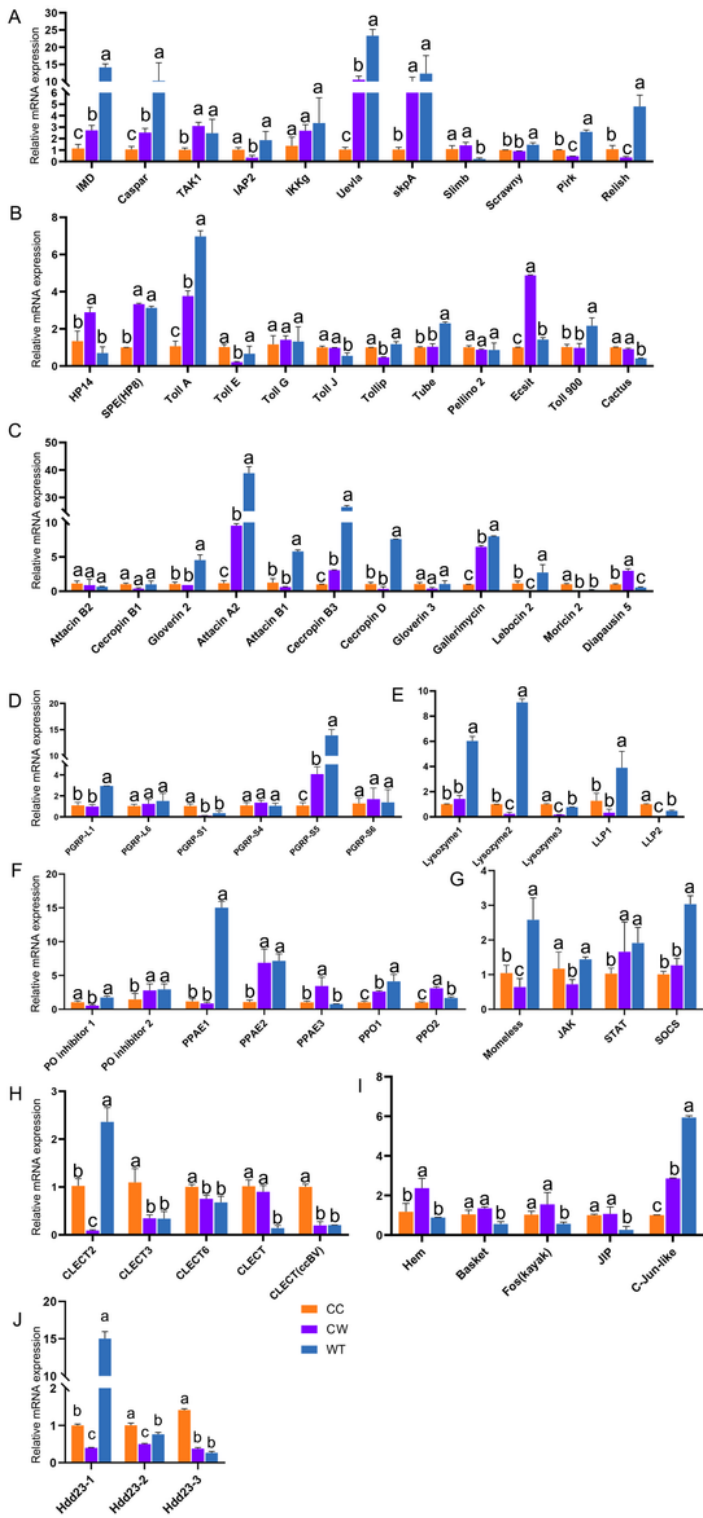 A
Relative mRNA expression
30
25
20
15
10
6
5
4
3
2
1
0
c b a
c b a
b a a
a b a
a a a
c b a
b a a
a a b
b b a
b c a
b c a
IMD
Caspar
TAK1
IAP2
IKKg
Uevla
skpA
Slimb
Scrawny
Pirk
Relish
B
Relative mRNA expression
8
6
4
2
0
b a b
b a a
c b a
a b a
a a a
a a b
a b a
b b a
a a a
c a b
b b a
a a b
HP14
SPE(HP8)
Toll A
Toll E
Toll G
Toll J
Tollip
Tube
Pellino 2
Ecsit
Toll 900
Cactus
C
Relative mRNA expression
50
40
30
20
10
5
0
a a a
a a a
b b a
c b a
b b a
c b a
b b a
a a a
c b a
b c a
a b b
b a c
Attacin B2
Cecropin B1
Gloverin 2
Attacin A2
Attacin B1
Cecropin B3
Cecropin D
Gloverin 3
Gallerimycin
Lebocin 2
Moricin 2
Diapausin 5
D
Relative mRNA expression
20
15
10
5
6
4
2
0
b b a
a a a
a b b
a a a
c b a
a a a
PGRP-L1
PGRP-L6
PGRP-S1
PGRP-S4
PGRP-S5
PGRP-S6
E
10
8
6
4
2
0
b b a
b c a
a c b
b b a
a c b
Lysozyme1
Lysozyme2
Lysozyme3
LLP1
LLP2
F
Relative mRNA expression
20
15
10
5
0
a b a
b a a
b b a
b a a
b a b
c b a
c a b
PO inhibitor 1
PO inhibitor 2
PPAE1
PPAE2
PPAE3
PPO1
PPO2
G
4
3
2
1
0
b b a
a b a
b a a
b b a
Momeless
JAK
STAT
SOCS
H
Relative mRNA expression
3
2
1
0
b c a
a b b
a b b
a a b
a b b
CLECT2
CLECT3
CLECT6
CLECT
CLECT(ccBV)
I
8
6
4
2
0
b a b
a a b
b a b
a a b
c b a
Hem
Basket
Fos(kayak)
JIP
C-Jun-like
J
Relative mRNA expression
20
15
10
2
1
0
b c a
a c b
a b b
Hdd23-1
Hdd23-2
Hdd23-3
CC
CW
WT